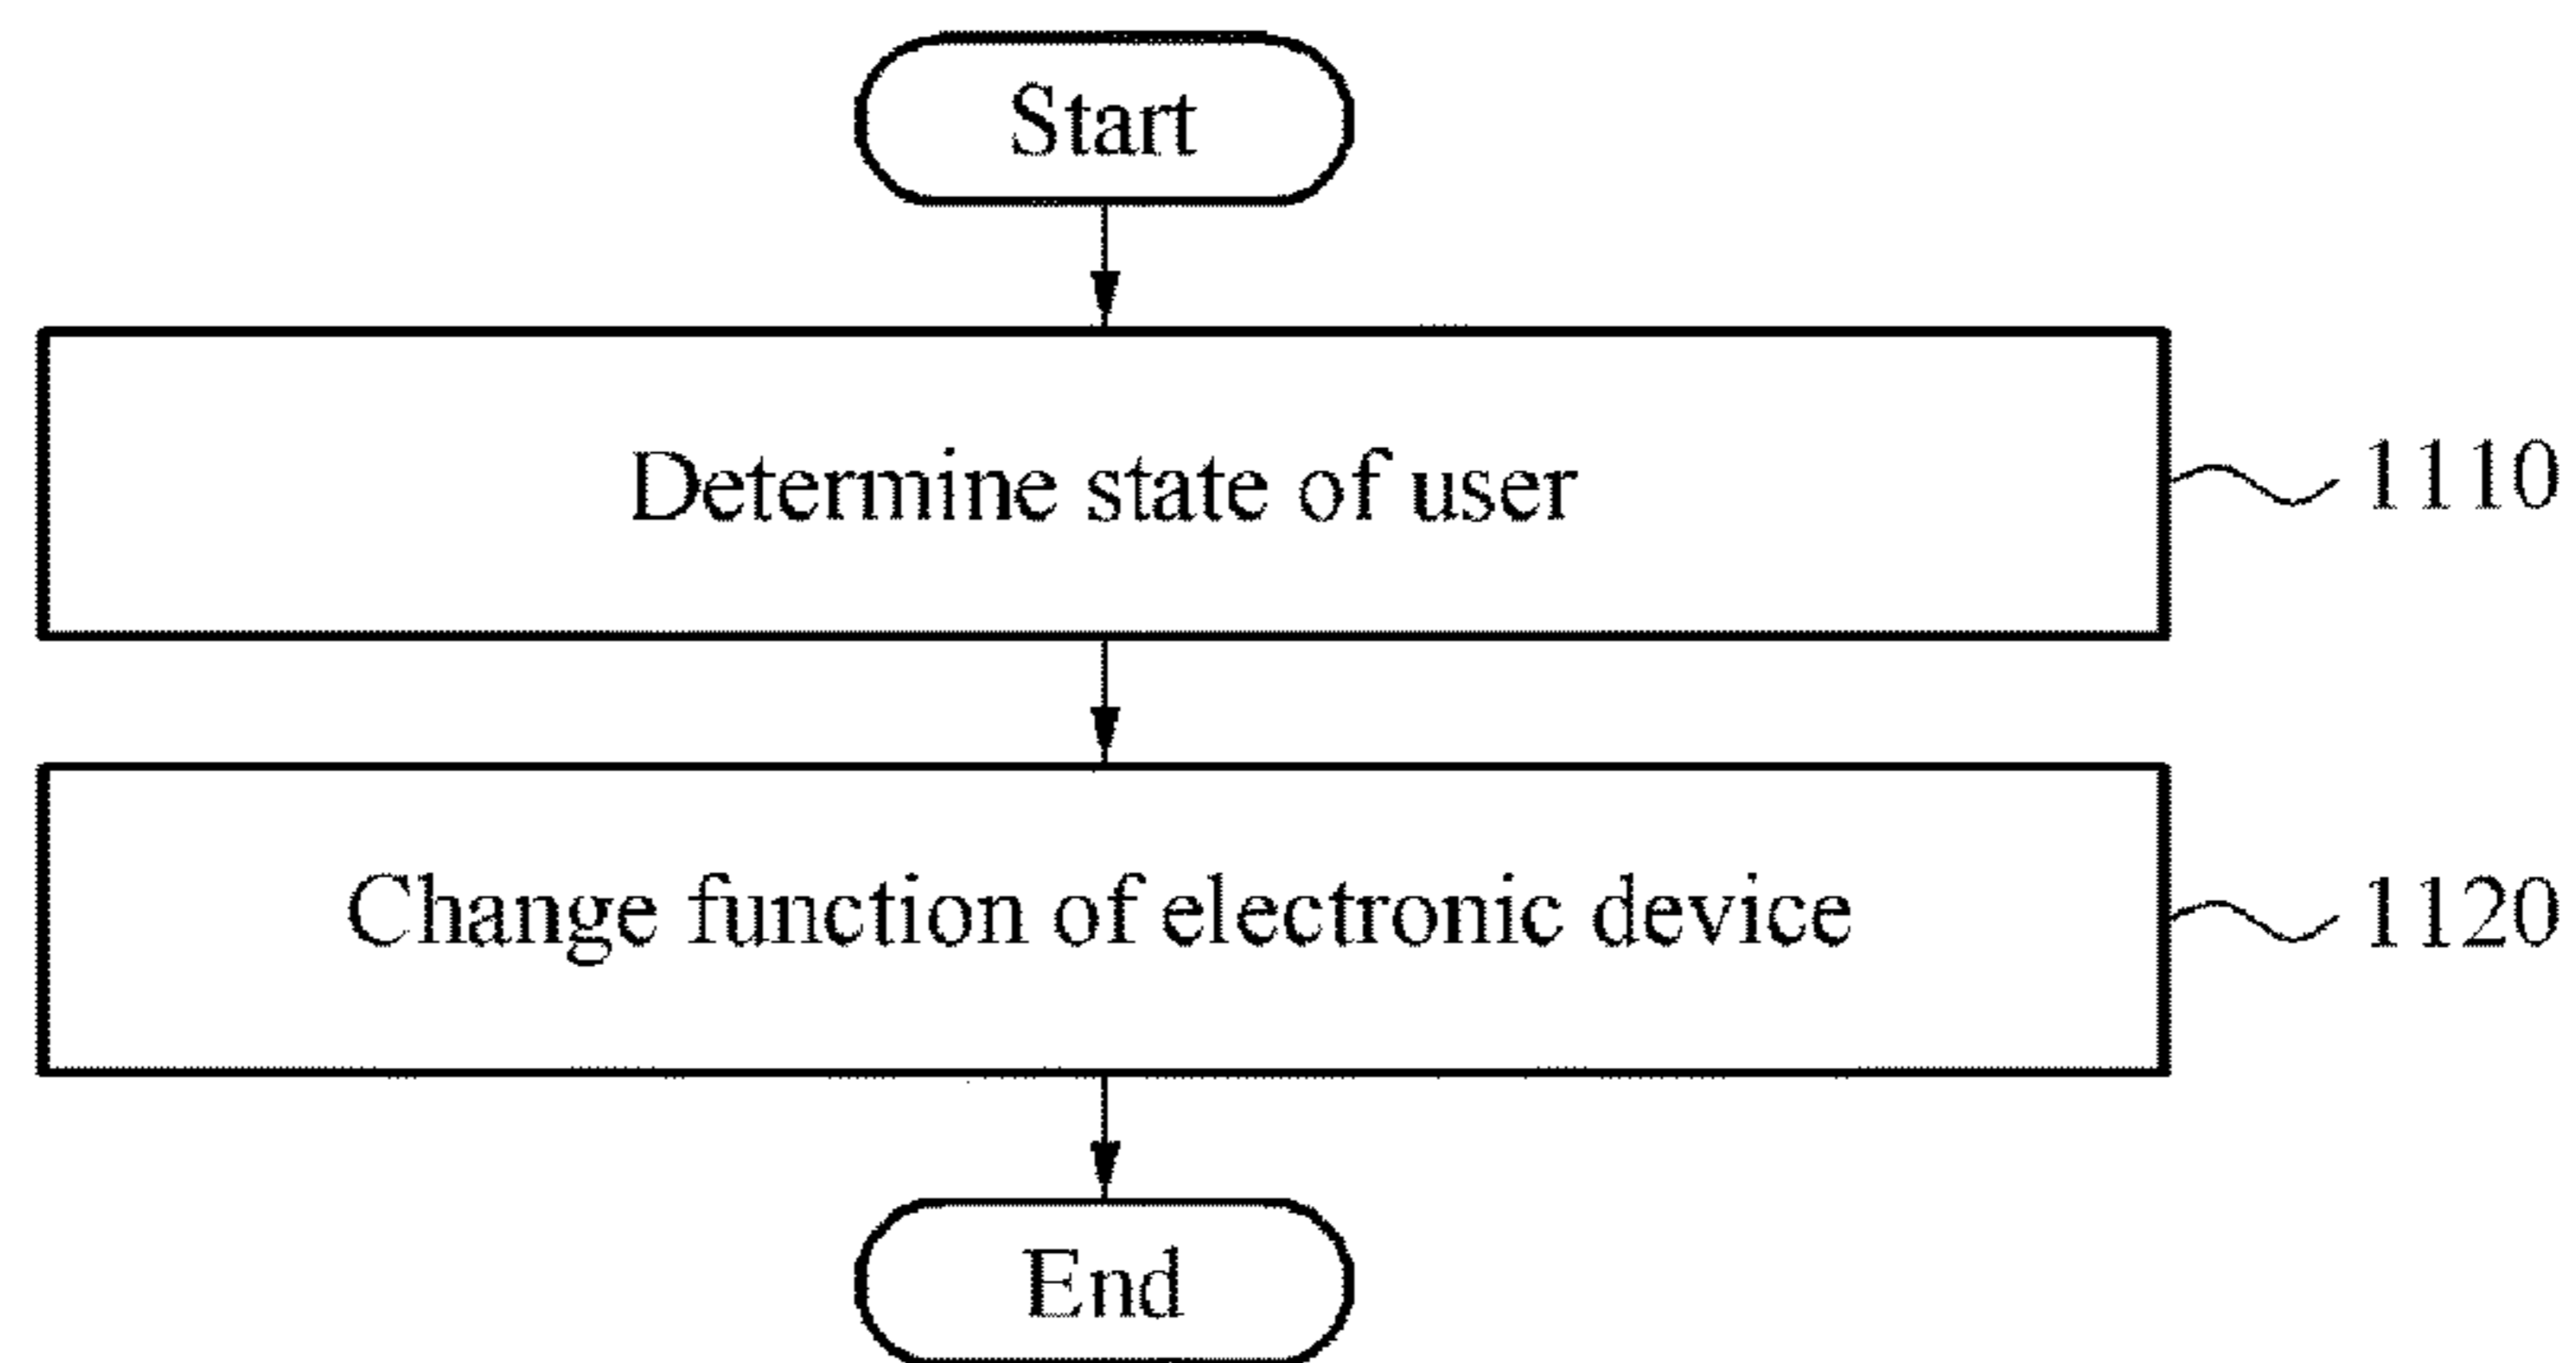 Start
Determine state of user
1110
Change function of electronic device
1120
End